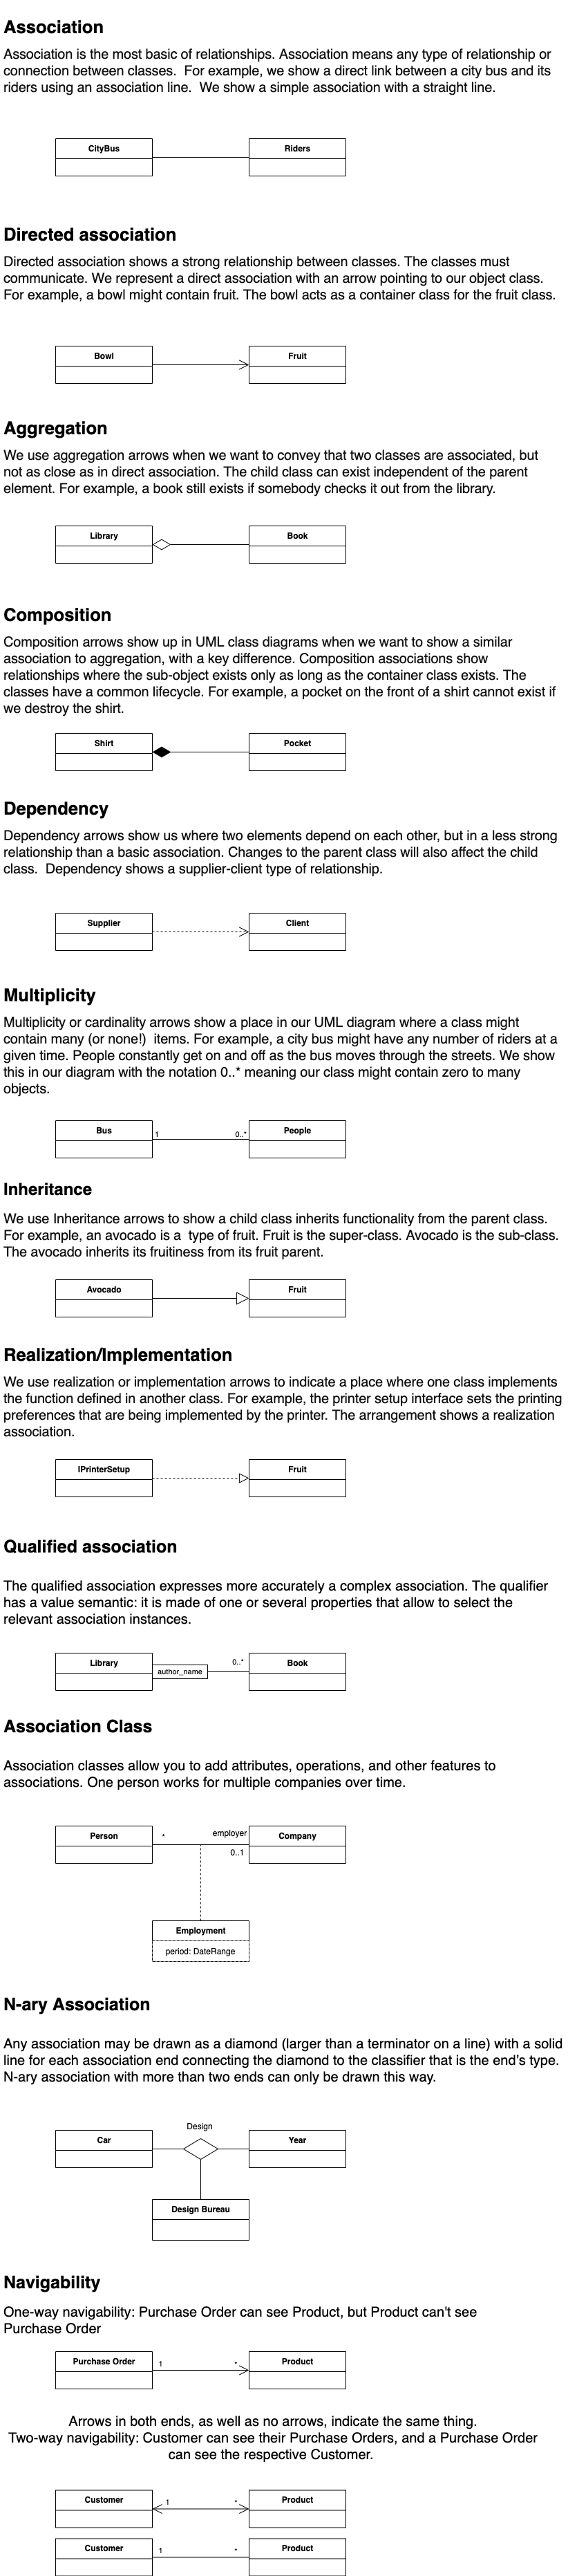 Association
Association is the most basic of relationships. Association means any type of relationship or
connection between classes.  For example, we show a direct link between a city bus and its
riders using an association line.  We show a simple association with a straight line.
CityBus
Riders
Directed association
Directed association shows a strong relationship between classes. The classes must
communicate. We represent a direct association with an arrow pointing to our object class.
For example, a bowl might contain fruit. The bowl acts as a container class for the fruit class.
Bowl
Fruit
Aggregation
We use aggregation arrows when we want to convey that two classes are associated, but
not as close as in direct association. The child class can exist independent of the parent
element. For example, a book still exists if somebody checks it out from the library.
Library
Book
Composition
Composition arrows show up in UML class diagrams when we want to show a similar
association to aggregation, with a key difference. Composition associations show
relationships where the sub-object exists only as long as the container class exists. The
classes have a common lifecycle. For example, a pocket on the front of a shirt cannot exist if
we destroy the shirt.
Shirt
Pocket
Dependency
Dependency arrows show us where two elements depend on each other, but in a less strong
relationship than a basic association. Changes to the parent class will also affect the child
class.  Dependency shows a supplier-client type of relationship.
Supplier
Client
Multiplicity
Multiplicity or cardinality arrows show a place in our UML diagram where a class might
contain many (or none!)  items. For example, a city bus might have any number of riders at a
given time. People constantly get on and off as the bus moves through the streets. We show
this in our diagram with the notation 0..* meaning our class might contain zero to many
objects.
Bus
1
0..*
People
Inheritance
We use Inheritance arrows to show a child class inherits functionality from the parent class.
For example, an avocado is a  type of fruit. Fruit is the super-class. Avocado is the sub-class.
The avocado inherits its fruitiness from its fruit parent.
Avocado
Fruit
Realization/Implementation
We use realization or implementation arrows to indicate a place where one class implements
the function defined in another class. For example, the printer setup interface sets the printing
preferences that are being implemented by the printer. The arrangement shows a realization
association.
IPrinterSetup
Fruit
Qualified association
The qualified association expresses more accurately a complex association. The qualifier
has a value semantic: it is made of one or several properties that allow to select the
relevant association instances.
Library
author_name
0..*
Book
Association Class
Association classes allow you to add attributes, operations, and other features to
associations. One person works for multiple companies over time.
Person
*
employer
0..1
Company
Employment
period: DateRange
N-ary Association
Any association may be drawn as a diamond (larger than a terminator on a line) with a solid
line for each association end connecting the diamond to the classifier that is the end's type.
N-ary association with more than two ends can only be drawn this way.
Design
Car
Year
Design Bureau
Navigability
One-way navigability: Purchase Order can see Product, but Product can't see
Purchase Order
Purchase Order
1
*
Product
Arrows in both ends, as well as no arrows, indicate the same thing.
Two-way navigability: Customer can see their Purchase Orders, and a Purchase Order
can see the respective Customer.
Customer
1
*
Product
Customer
1
*
Product